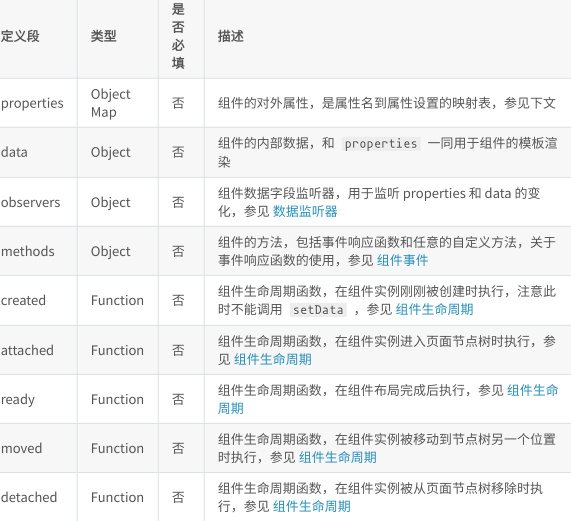 定义段 类型 是否必填 描述
properties Object Map 否 组件的对外属性，是属性名到属性设置的映射表，参见下文
data Object 否 组件的内部数据，和 properties 一同用于组件的模板渲
染
observers Object 否 组件数据字段监听器，用于监听 properties 和 data 的变
化，参见 数据监听器
methods Object 否 组件的方法，包括事件响应函数和任意的自定义方法，关于
事件响应函数的使用，参见 组件事件
created Function 否 组件生命周期函数，在组件实例刚刚被创建时执行，注意此
时不能调用 setData ，参见 组件生命周期
attached Function 否 组件生命周期函数，在组件实例进入页面节点树时执行，参
见 组件生命周期
ready Function 否 组件生命周期函数，在组件布局完成后执行，参见 组件生命
周期
moved Function 否 组件生命周期函数，在组件实例被移动到节点树另一个位置
时执行，参见 组件生命周期
detached Function 否 组件生命周期函数，在组件实例被从页面节点树移除时执
行，参见 组件生命周期